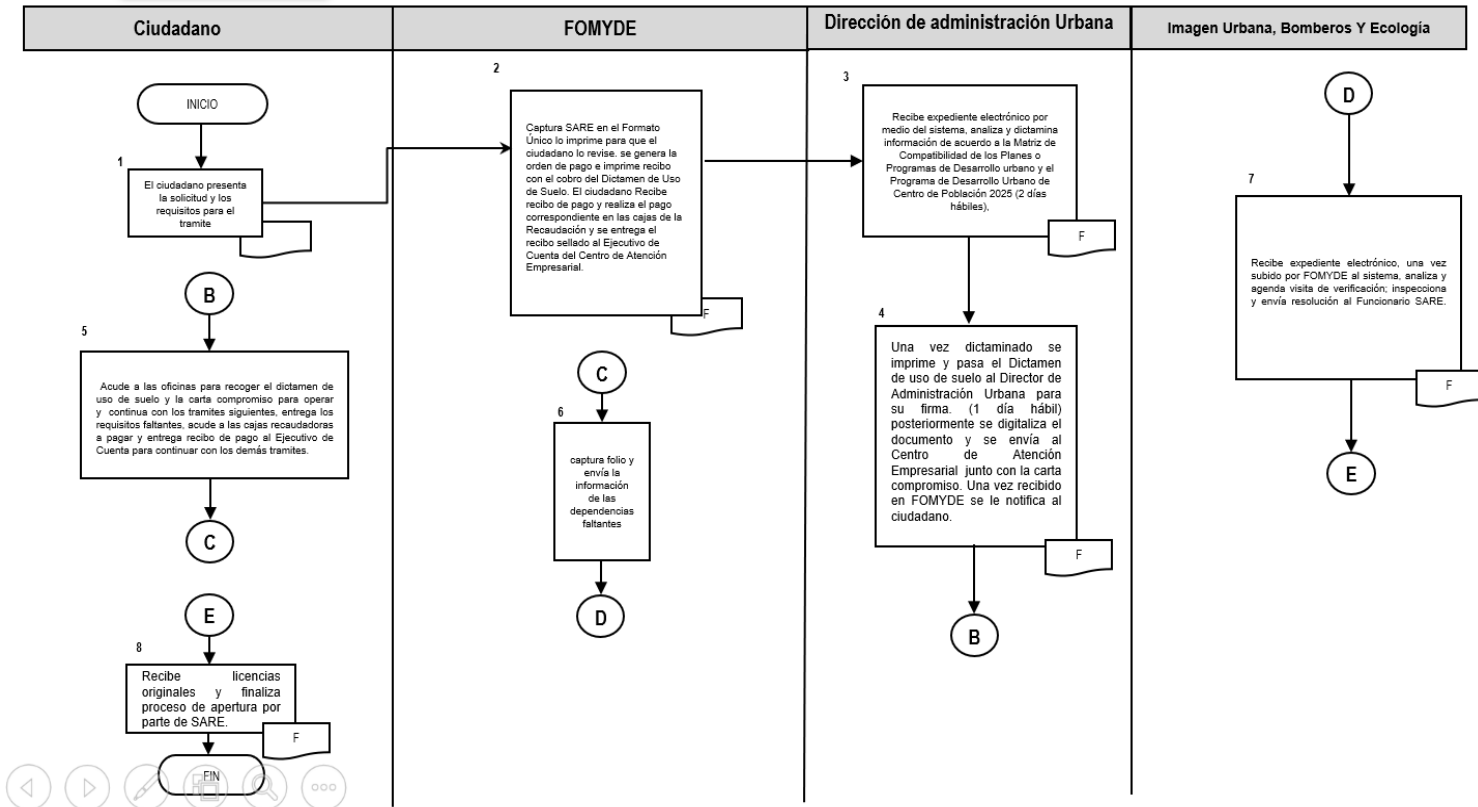 Ciudadano
FOMYDE
Dirección de administración Urbana
Imagen Urbana, Bomberos Y Ecología
INICIO
1
El ciudadano presenta
la solicitud y los
requisitos para el
tramite
B
5
Acude a las oficinas para recoger el dictamen de
uso de suelo y la carta compromiso para operar
y continua con los tramites siguientes, entrega los
requisitos faltantes, acude a las cajas recaudadoras
a pagar y entrega recibo de pago al Ejecutivo de
Cuenta para continuar con los demás tramites.
C
E
8
Recibe licencias
originales y finaliza
proceso de apertura por
parte de SARE.
F
FIN
2
Captura SARE en el Formato
Único lo imprime para que el
ciudadano lo revise. se genera la
orden de pago e imprime recibo
con el cobro del Dictamen de Uso
de Suelo. El ciudadano Recibe
recibo de pago y realiza el pago
correspondiente en las cajas de la
Recaudación y se entrega el
recibo sellado al Ejecutivo de
Cuenta del Centro de Atención
Empresarial.
F
C
6
captura folio y
envía la
información
de las
dependencias
faltantes
D
3
Recibe expediente electrónico por
medio del sistema, analiza y dictamina
información de acuerdo a la Matriz de
Compatibilidad de los Planes o
Programas de Desarrollo urbano y el
Programa de Desarrollo Urbano de
Centro de Población 2025 (2 días
hábiles),
F
4
Una vez dictaminado se
imprime y pasa el Dictamen
de uso de suelo al Director de
Administración Urbana para
su firma. (1 día hábil)
posteriormente se digitaliza el
documento y se envía al
Centro de Atención
Empresarial junto con la carta
compromiso. Una vez recibido
en FOMYDE se le notifica al
ciudadano.
F
B
D
7
Recibe expediente electrónico, una vez
subido por FOMYDE al sistema, analiza y
agenda visita de verificación; inspecciona
y envía resolución al Funcionario SARE.
F
E